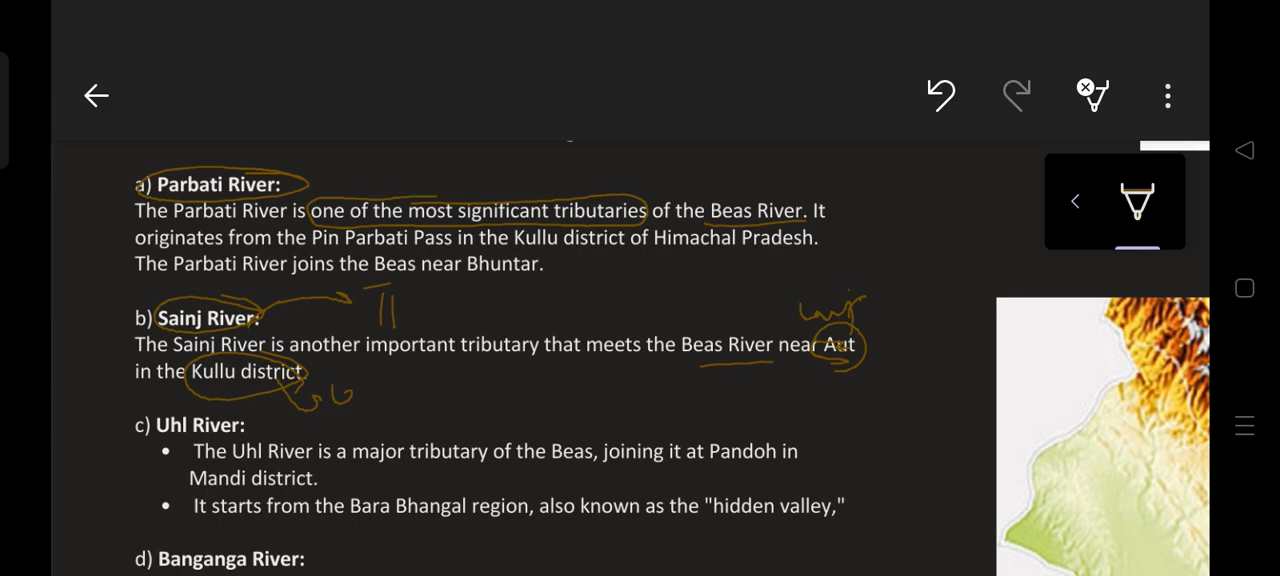 a) Parbati River:
The Parbati River is one of the most significant tributaries of the Beas River. It
originates from the Pin Parbati Pass in the Kullu district of Himachal Pradesh.
The Parbati River joins the Beas near Bhuntar.
b) Sainj River:
The Sainj River is another important tributary that meets the Beas River near Aut
in the Kullu district.
c) Uhl River:
• The Uhl River is a major tributary of the Beas, joining it at Pandoh in
Mandi district.
• It starts from the Bara Bhangal region, also known as the "hidden valley,"
d) Banganga River: